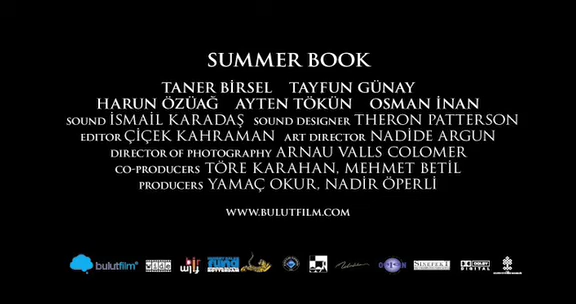 SUMMER BOOK
TANER BİRSEL TAYFUN GÜNAY
HARUN ÖZÜAĞ AYTEN TÖKÜN OSMAN İNAN
SOUND İSMAİL KARADAŞ SOUND DESIGNER THERON PATTERSON
EDITOR ÇİÇEK KAHRAMAN ART DIRECTOR NADİDE ARGUN
DIRECTOR OF PHOTOGRAPHY ARNAU VALLS COLOMER
CO-PRODUCERS TÖRE KARAHAN, MEHMET BETİL
PRODUCERS YAMAÇ OKUR, NADİR ÖPERLİ
WWW.BULUTFILM.COM
bulutfilm DOLBY DIGITAL